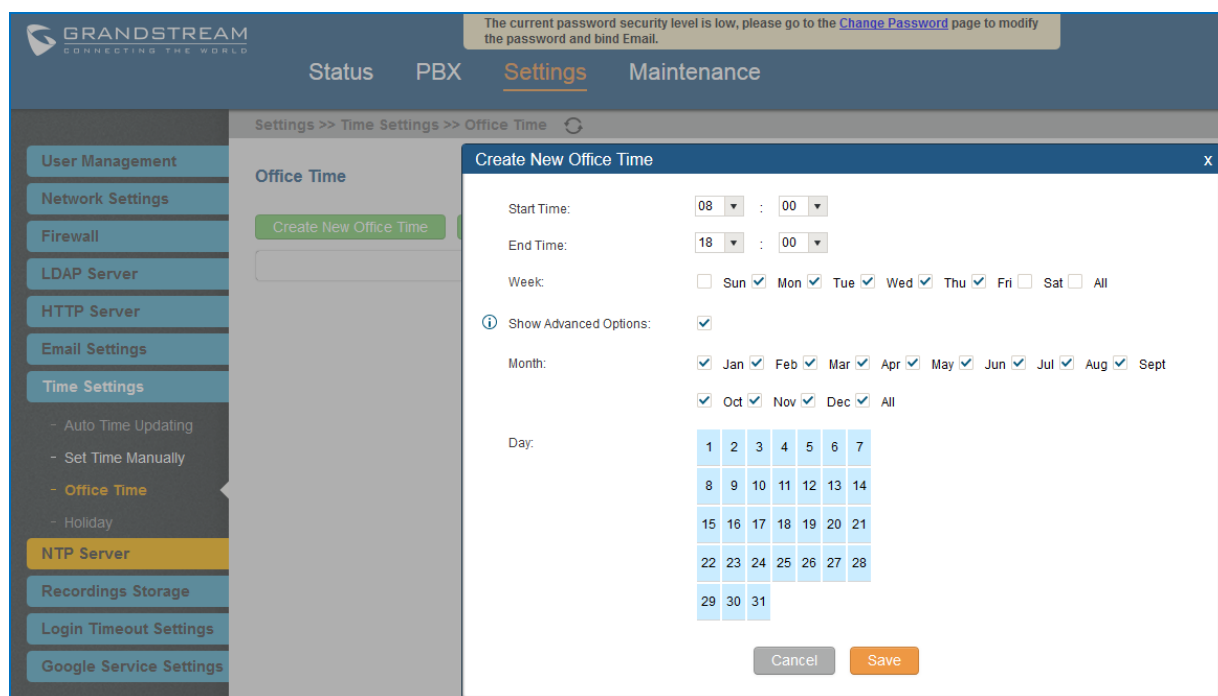 GRANDSTREAM
CONNECTING THE WORLD
The current password security level is low, please go to the Change Password page to modify
the password and bind Email.
Status PBX Settings Maintenance
Settings >> Time Settings >> Office Time
User Management
Network Settings
Firewall
LDAP Server
HTTP Server
Email Settings
Time Settings
- Auto Time Updating
- Set Time Manually
- Office Time
- Holiday
NTP Server
Recordings Storage
Login Timeout Settings
Google Service Settings
Office Time
Create New Office Time
Create New Office Time x
Start Time: 08 : 00
End Time: 18 : 00
Week: Sun Mon Tue Wed Thu Fri Sat All
Show Advanced Options:
Month: Jan Feb Mar Apr May Jun Jul Aug Sept
Oct Nov Dec All
Day:
1 2 3 4 5 6 7
8 9 10 11 12 13 14
15 16 17 18 19 20 21
22 23 24 25 26 27 28
29 30 31
Cancel Save